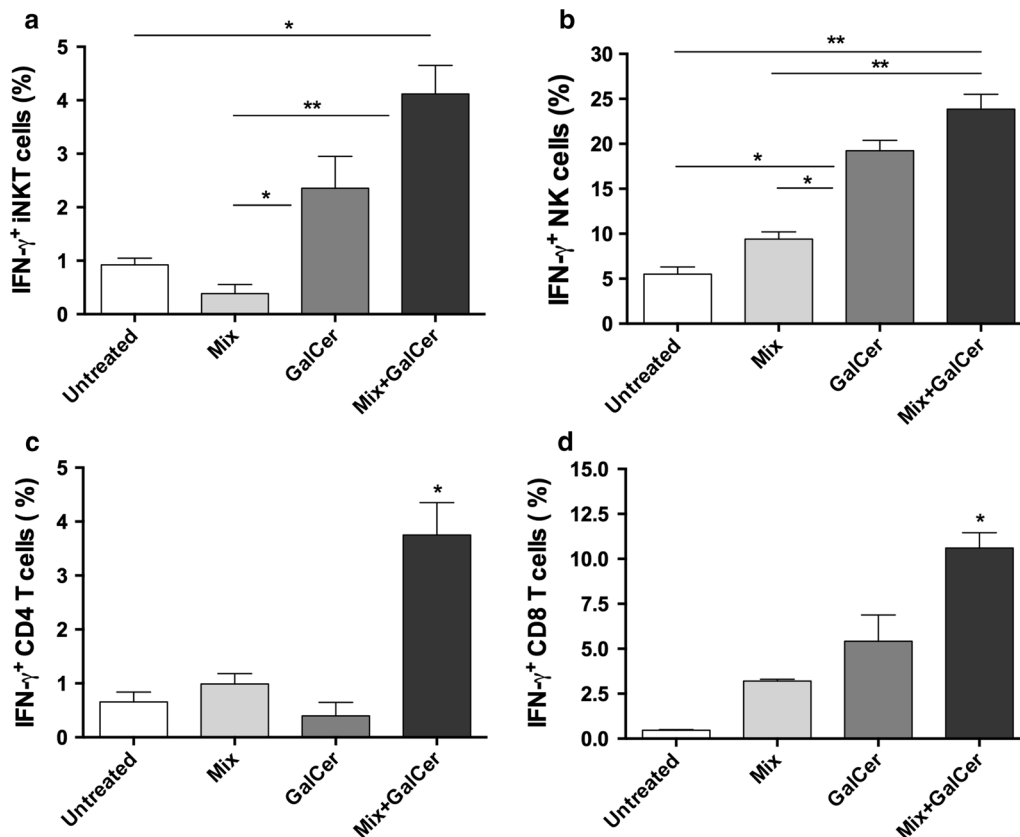 a
IFN-γ+ iNKT cells (%)
5
4
3
2
1
0
*
**
*
Untreated
Mix
GalCer
Mix+GalCer
b
IFN-γ+ NK cells (%)
30
25
20
15
10
5
0
**
**
*
*
Untreated
Mix
GalCer
Mix+GalCer
c
IFN-γ+ CD4 T cells ( %)
5
4
3
2
1
0
*
Untreated
Mix
GalCer
Mix+GalCer
d
IFN-γ+ CD8 T cells ( %)
15.0
12.5
10.0
7.5
5.0
2.5
0.0
*
Untreated
Mix
GalCer
Mix+GalCer